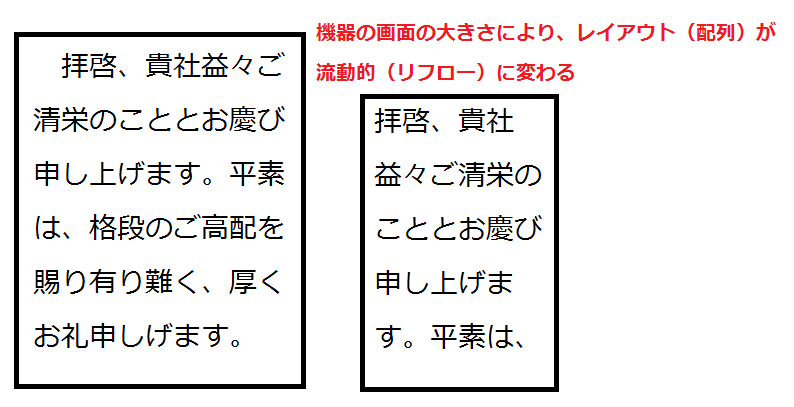 機器の画面の大きさにより、レイアウト（配列）が
流動的（リフロー）に変わる
　拝啓、貴社益々ご
清栄のこととお慶び
申し上げます。平素
は、格段のご高配を
賜り有り難く、厚く
お礼申しげます。
拝啓、貴社
益々ご清栄の
こととお慶び
申し上げま
す。平素は、